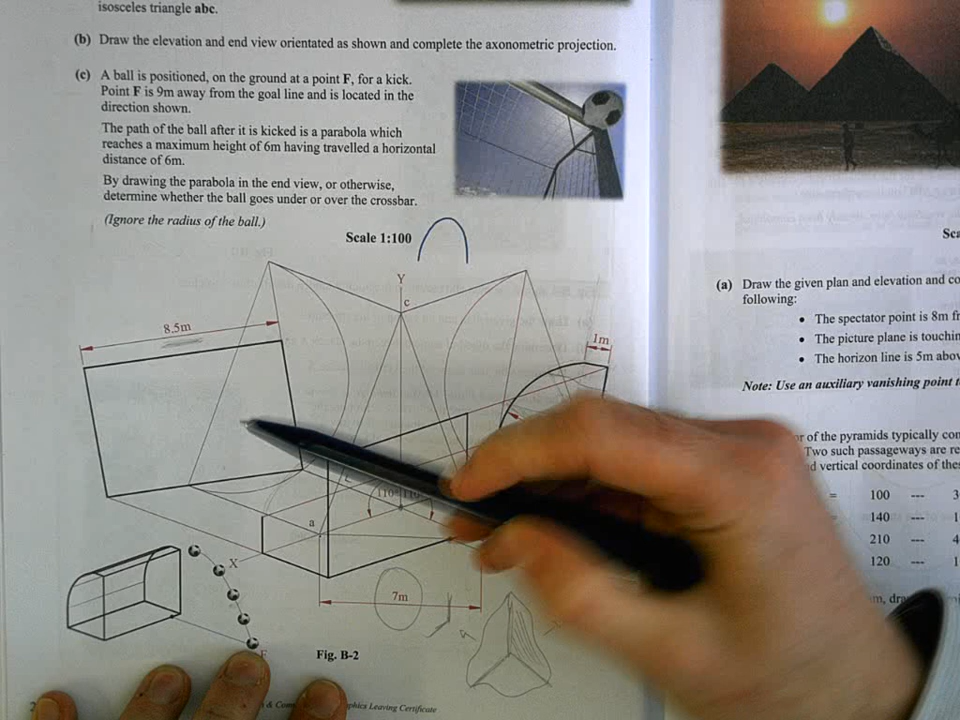 isosceles triangle abc.
(b) Draw the elevation and end view orientated as shown and complete the axonometric projection.
(c) A ball is positioned, on the ground at a point F, for a kick.
Point F is 9m away from the goal line and is located in the
direction shown.
The path of the ball after it is kicked is a parabola which
reaches a maximum height of 6m having travelled a horizontal
distance of 6m.
By drawing the parabola in the end view, or otherwise,
determine whether the ball goes under or over the crossbar.
(Ignore the radius of the ball.)
Scale 1:100
Y
c
8.5m
1m
110°
a
X
7m
F
Fig. B-2
Leaving Certificate
(a) Draw the given plan and elevation and co
following:
• The spectator point is 8m fr
• The picture plane is touchin
• The horizon line is 5m abov
Note: Use an auxiliary vanishing point t
of the pyramids typically con
Two such passageways are re
vertical coordinates of thes
= 100 --- 3
140 --- 1
210 --- 4
120 --- 1